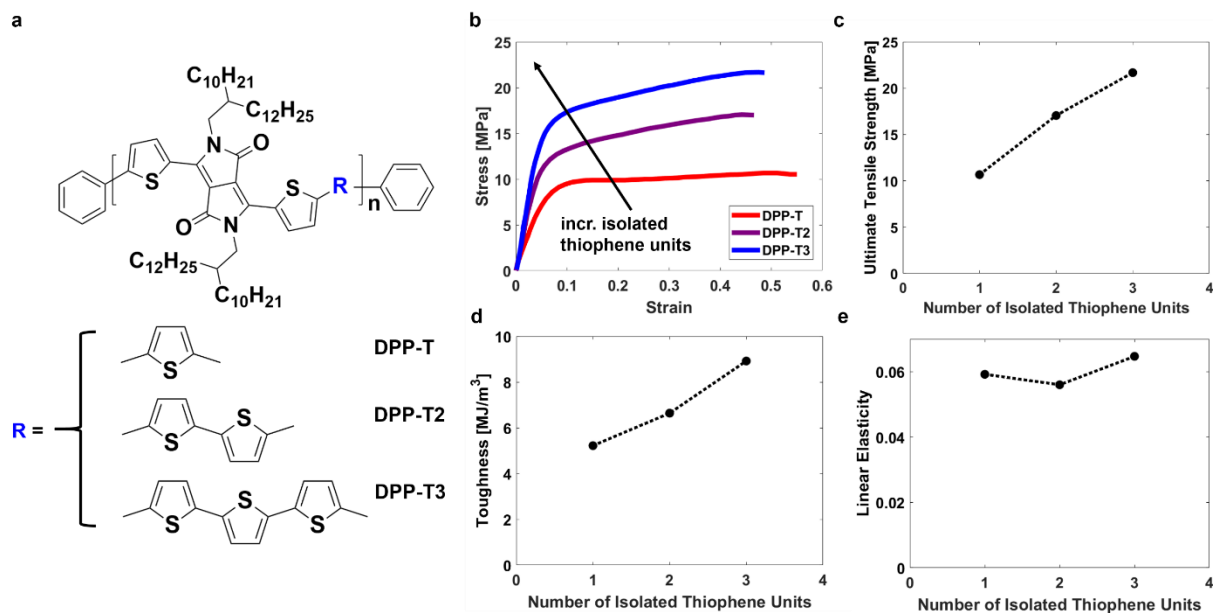 a
C10H21
C12H25
N
O
S
S
R
n
O
N
C12H25
C10H21
R =
S
DPP-T
S
S
DPP-T2
S
S
S
DPP-T3
b
25
20
15
10
5
0
Stress [MPa]
incr. isolated
thiophene units
DPP-T
DPP-T2
DPP-T3
0 0.1 0.2 0.3 0.4 0.5 0.6
Strain
c
25
20
15
10
5
0
Ultimate Tensile Strength [MPa]
0 1 2 3 4
Number of Isolated Thiophene Units
d
10
8
6
4
2
0
Toughness [MJ/m³]
0 1 2 3 4
Number of Isolated Thiophene Units
e
0.06
0.04
0.02
0
Linear Elasticity
0 1 2 3 4
Number of Isolated Thiophene Units